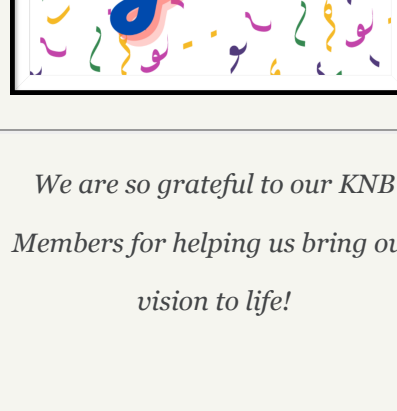 We are so grateful to our KNB
Members for helping us bring
vision to life!